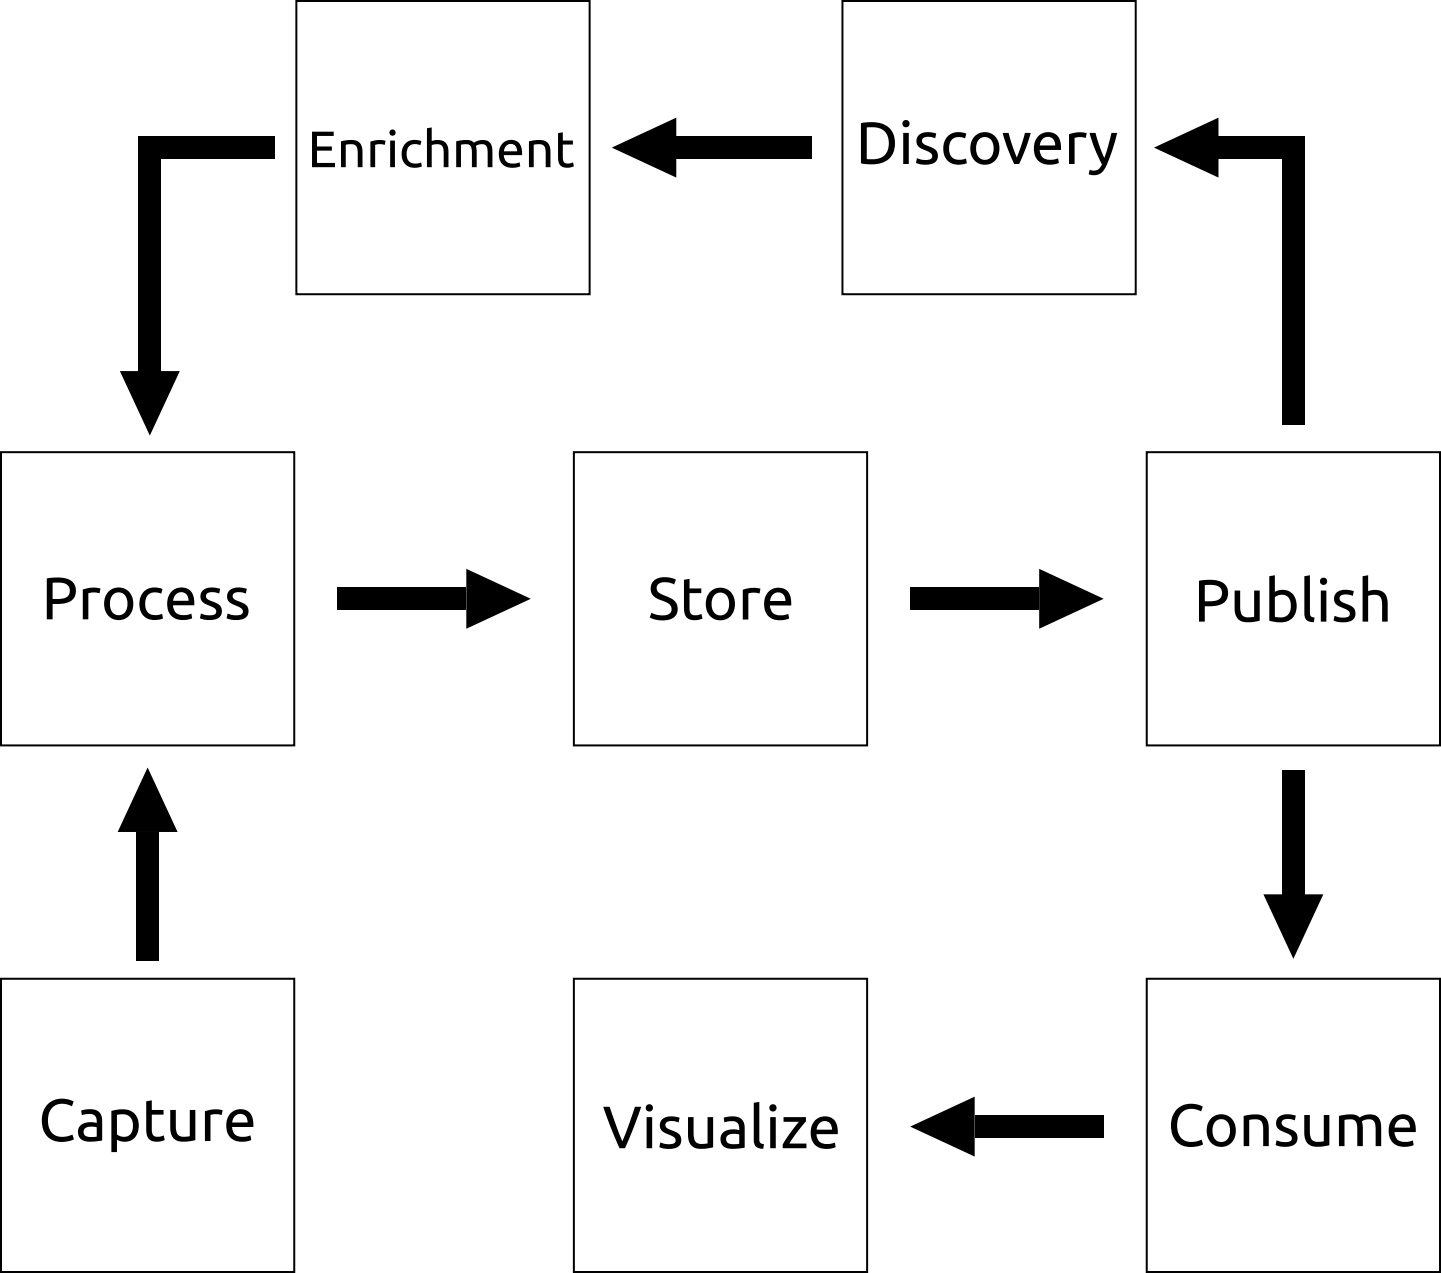 Enrichment
Discovery
Process
Store
Publish
Capture
Visualize
Consume